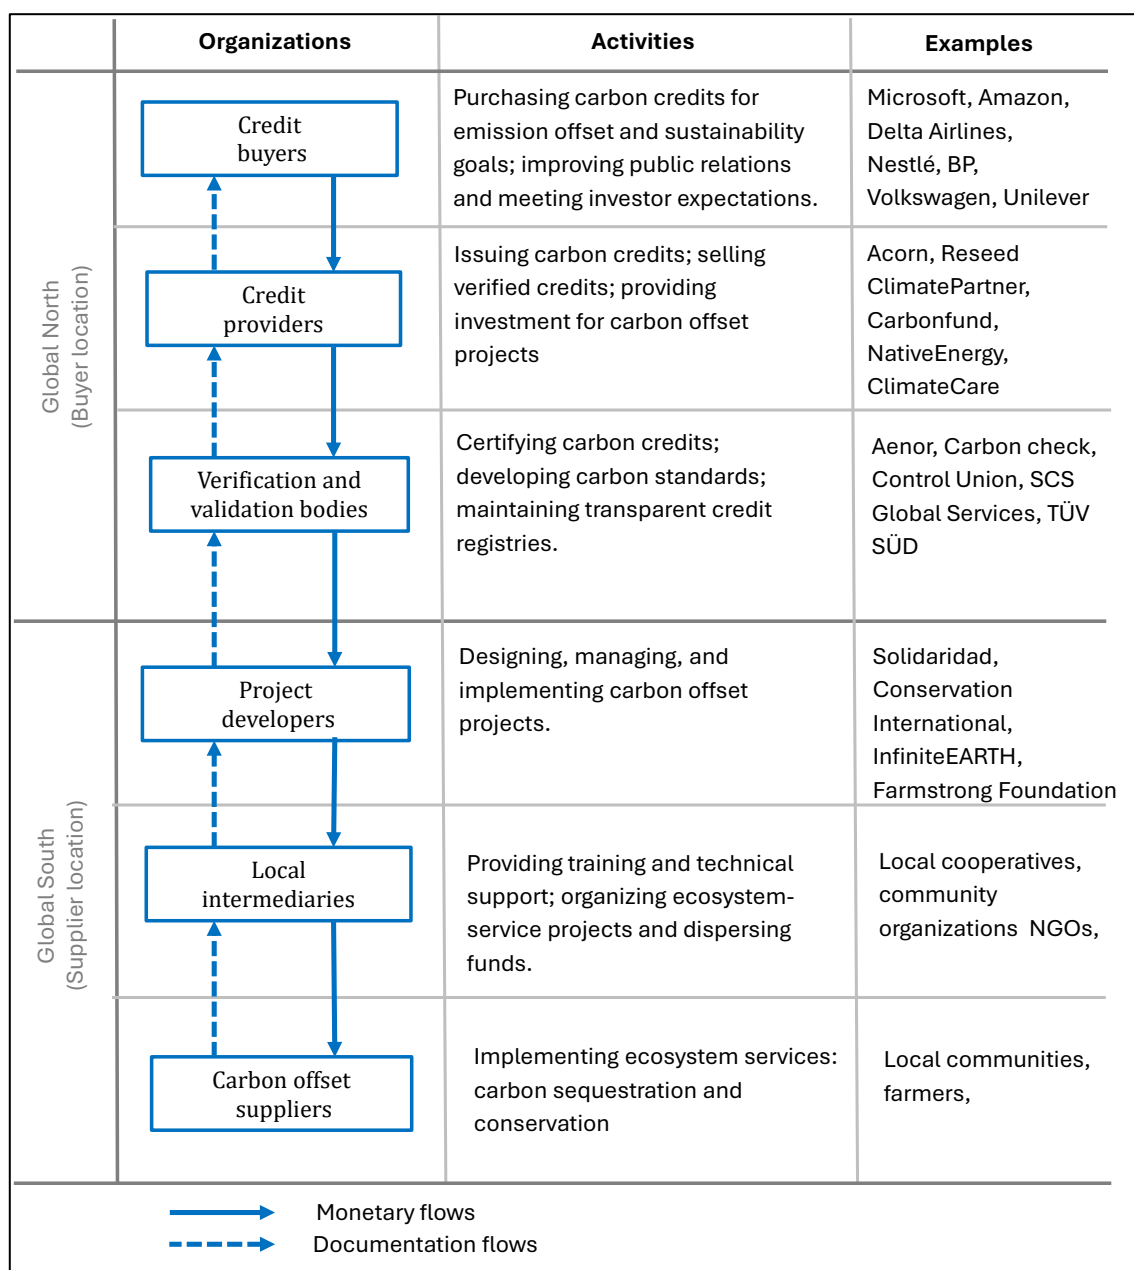 Organizations
Activities
Examples
Global North
(Buyer location)
Credit
buyers
Purchasing carbon credits for
emission offset and sustainability
goals; improving public relations
and meeting investor expectations.
Microsoft, Amazon,
Delta Airlines,
Nestlé, BP,
Volkswagen, Unilever
Credit
providers
Issuing carbon credits; selling
verified credits; providing
investment for carbon offset
projects
Acorn, Reseed
ClimatePartner,
Carbonfund,
NativeEnergy,
ClimateCare
Verification and
validation bodies
Certifying carbon credits;
developing carbon standards;
maintaining transparent credit
registries.
Aenor, Carbon check,
Control Union, SCS
Global Services, TÜV
SÜD
Global South
(Supplier location)
Project
developers
Designing, managing, and
implementing carbon offset
projects.
Solidaridad,
Conservation
International,
InfiniteEARTH,
Farmstrong Foundation
Local
intermediaries
Providing training and technical
support; organizing ecosystem-
service projects and dispersing
funds.
Local cooperatives,
community
organizations  NGOs,
Carbon offset
suppliers
Implementing ecosystem services:
carbon sequestration and
conservation
Local communities,
farmers,
Monetary flows
Documentation flows